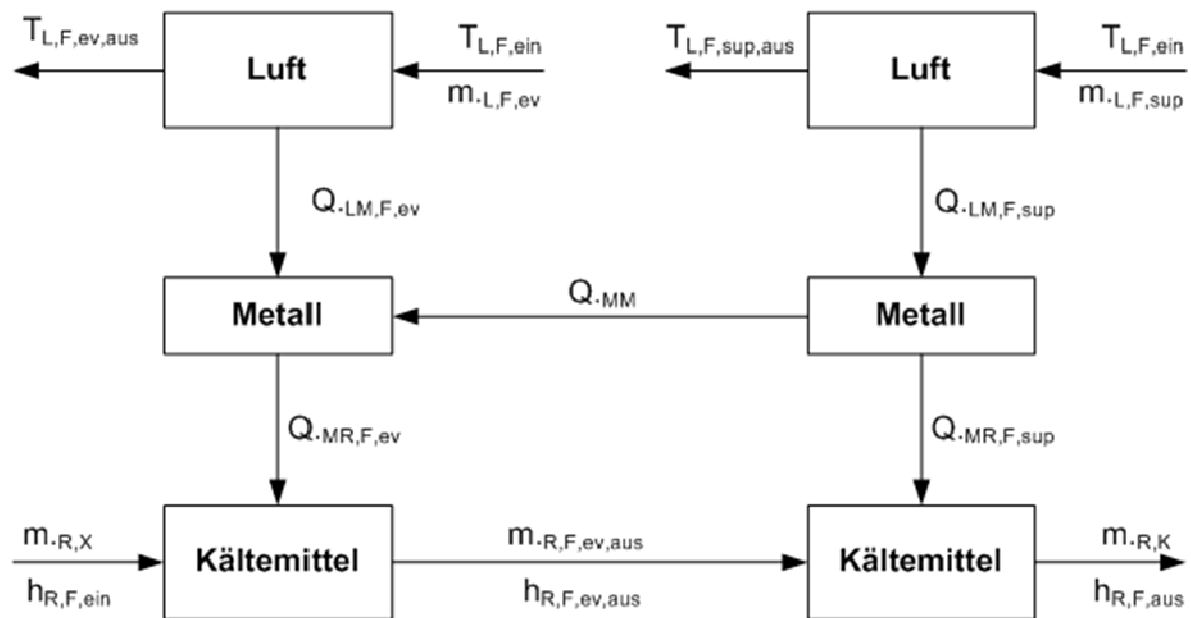 T_L,F,ev,aus
Luft
T_L,F,ein
m·_L,F,ev
T_L,F,sup,aus
Luft
T_L,F,ein
m·_L,F,sup
Q·_LM,F,ev
Q·_LM,F,sup
Metall
Q·_MM
Metall
Q·_MR,F,ev
Q·_MR,F,sup
m·_R,X
h_R,F,ein
Kältemittel
m·_R,F,ev,aus
h_R,F,ev,aus
Kältemittel
m·_R,K
h_R,F,aus